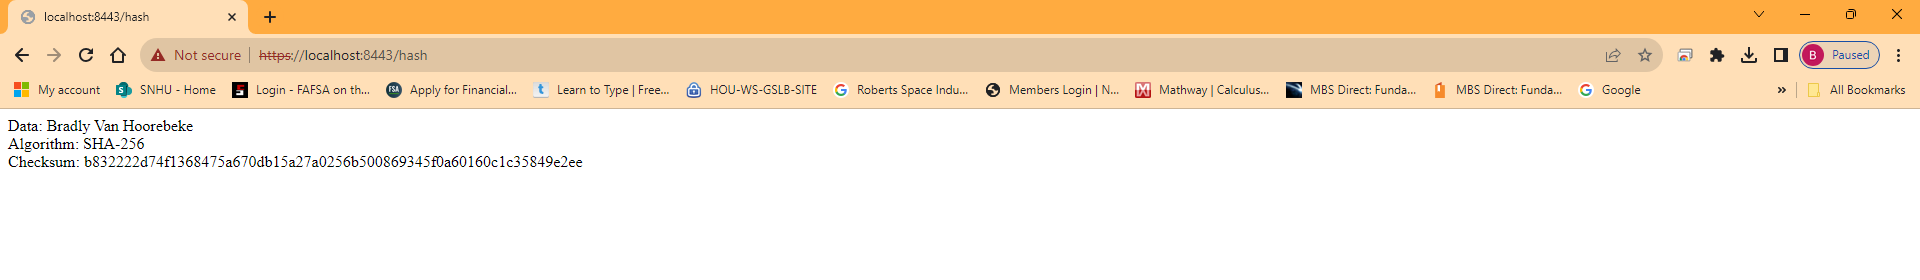 localhost:8443/hash
Not secure https://localhost:8443/hash B Paused
My account SNHU - Home Login - FAFSA on th... FSA Apply for Financial... t Learn to Type | Free... HOU-WS-GSLB-SITE Roberts Space Indu... Members Login | N... Mathway | Calculus... MBS Direct: Funda... MBS Direct: Funda... Google » All Bookmarks
Data: Bradly Van Hoorebeke
Algorithm: SHA-256
Checksum: b832222d74f1368475a670db15a27a0256b500869345f0a60160c1c35849e2ee